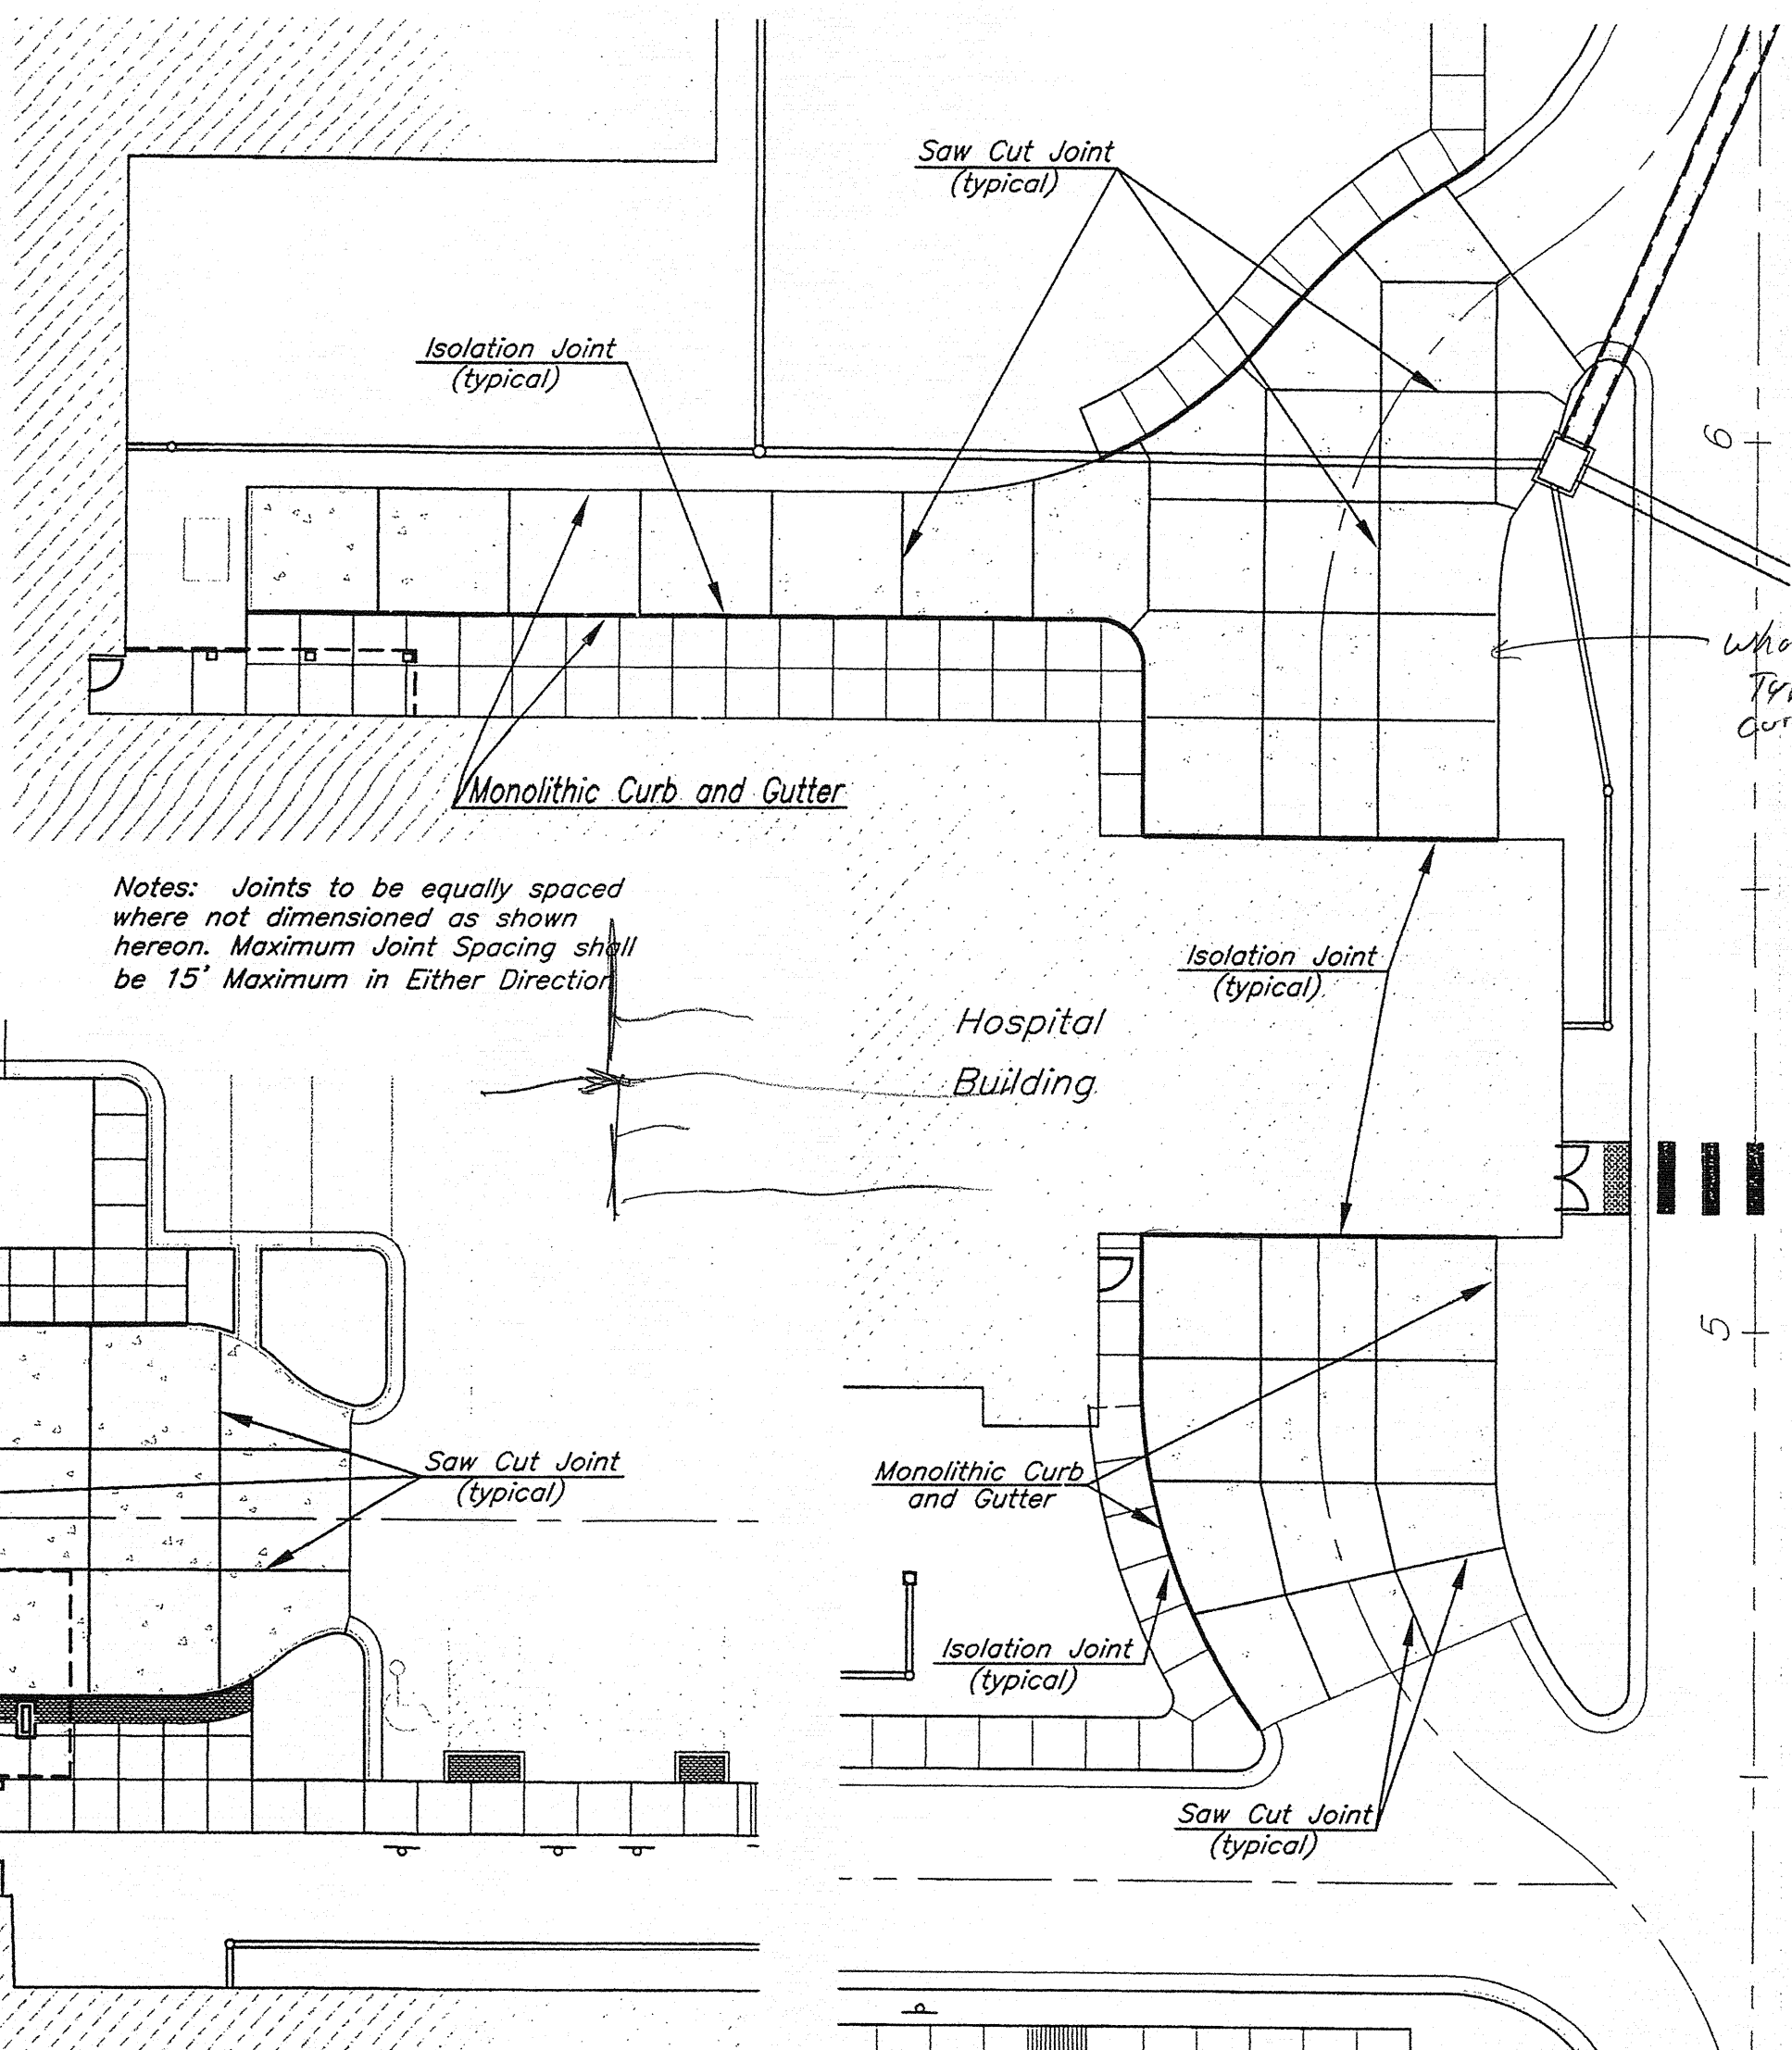 Saw Cut Joint
(typical)
Isolation Joint
(typical)
6
Typ
Monolithic Curb and Gutter
Notes: Joints to be equally spaced
where not dimensioned as shown
hereon. Maximum Joint Spacing shall
be 15' Maximum in Either Direction
Isolation Joint
(typical)
Hospital
Building
5
Saw Cut Joint
(typical)
Monolithic Curb
and Gutter
Isolation Joint
(typical)
Saw Cut Joint
(typical)